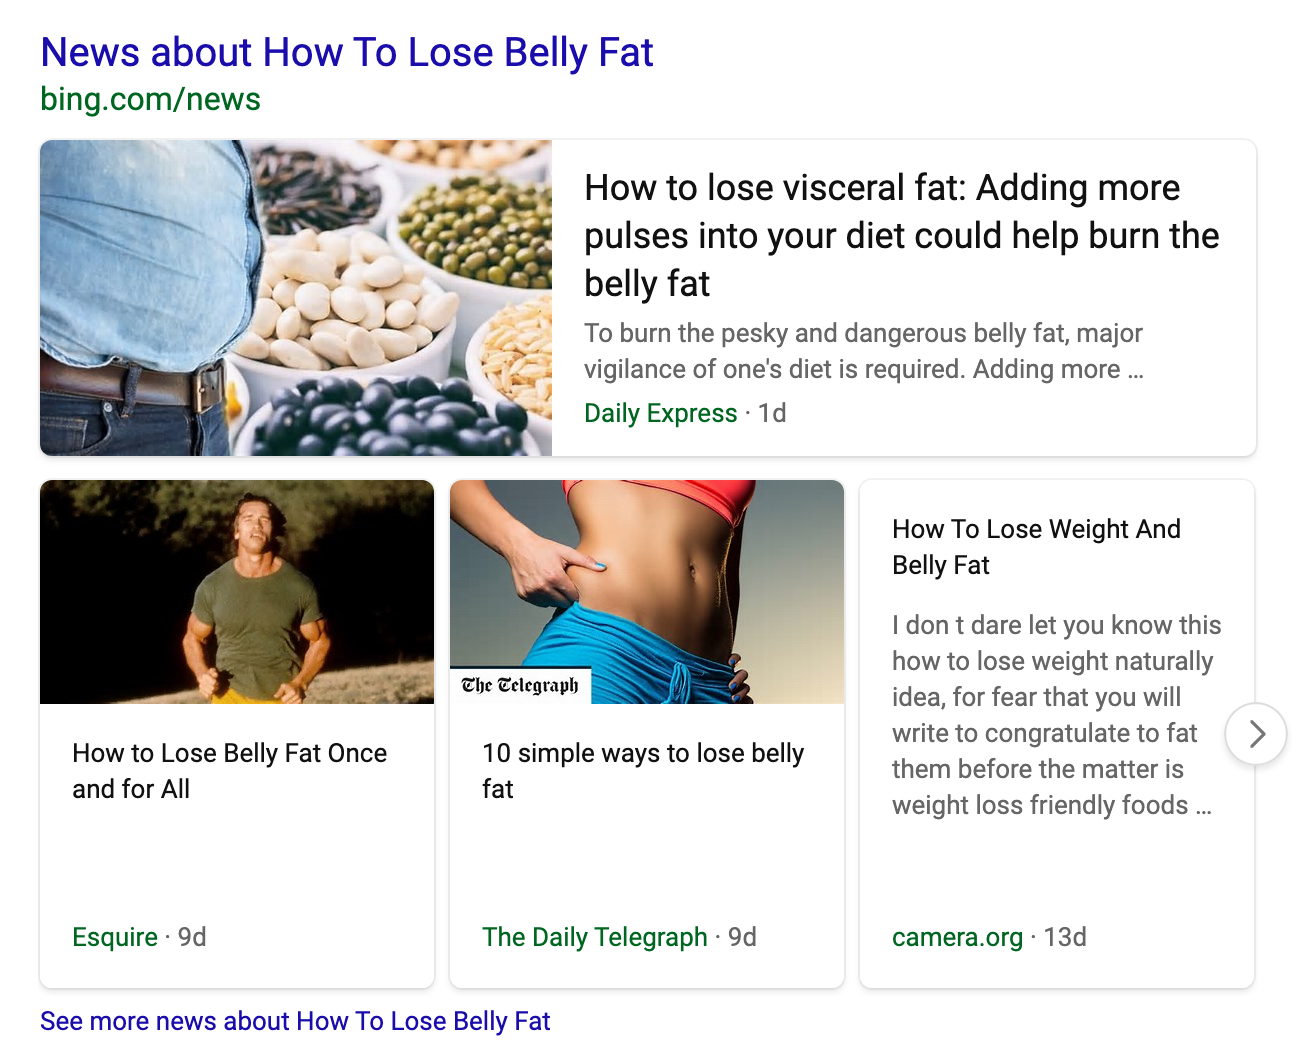 News about How To Lose Belly Fat
bing.com/news
How to lose visceral fat: Adding more
pulses into your diet could help burn the
belly fat
To burn the pesky and dangerous belly fat, major
vigilance of one's diet is required. Adding more ...
Daily Express · 1d
The Telegraph
How to Lose Belly Fat Once
and for All
Esquire · 9d
10 simple ways to lose belly
fat
The Daily Telegraph · 9d
How To Lose Weight And
Belly Fat
I don t dare let you know this
how to lose weight naturally
idea, for fear that you will
write to congratulate to fat
them before the matter is
weight loss friendly foods ...
camera.org · 13d
See more news about How To Lose Belly Fat